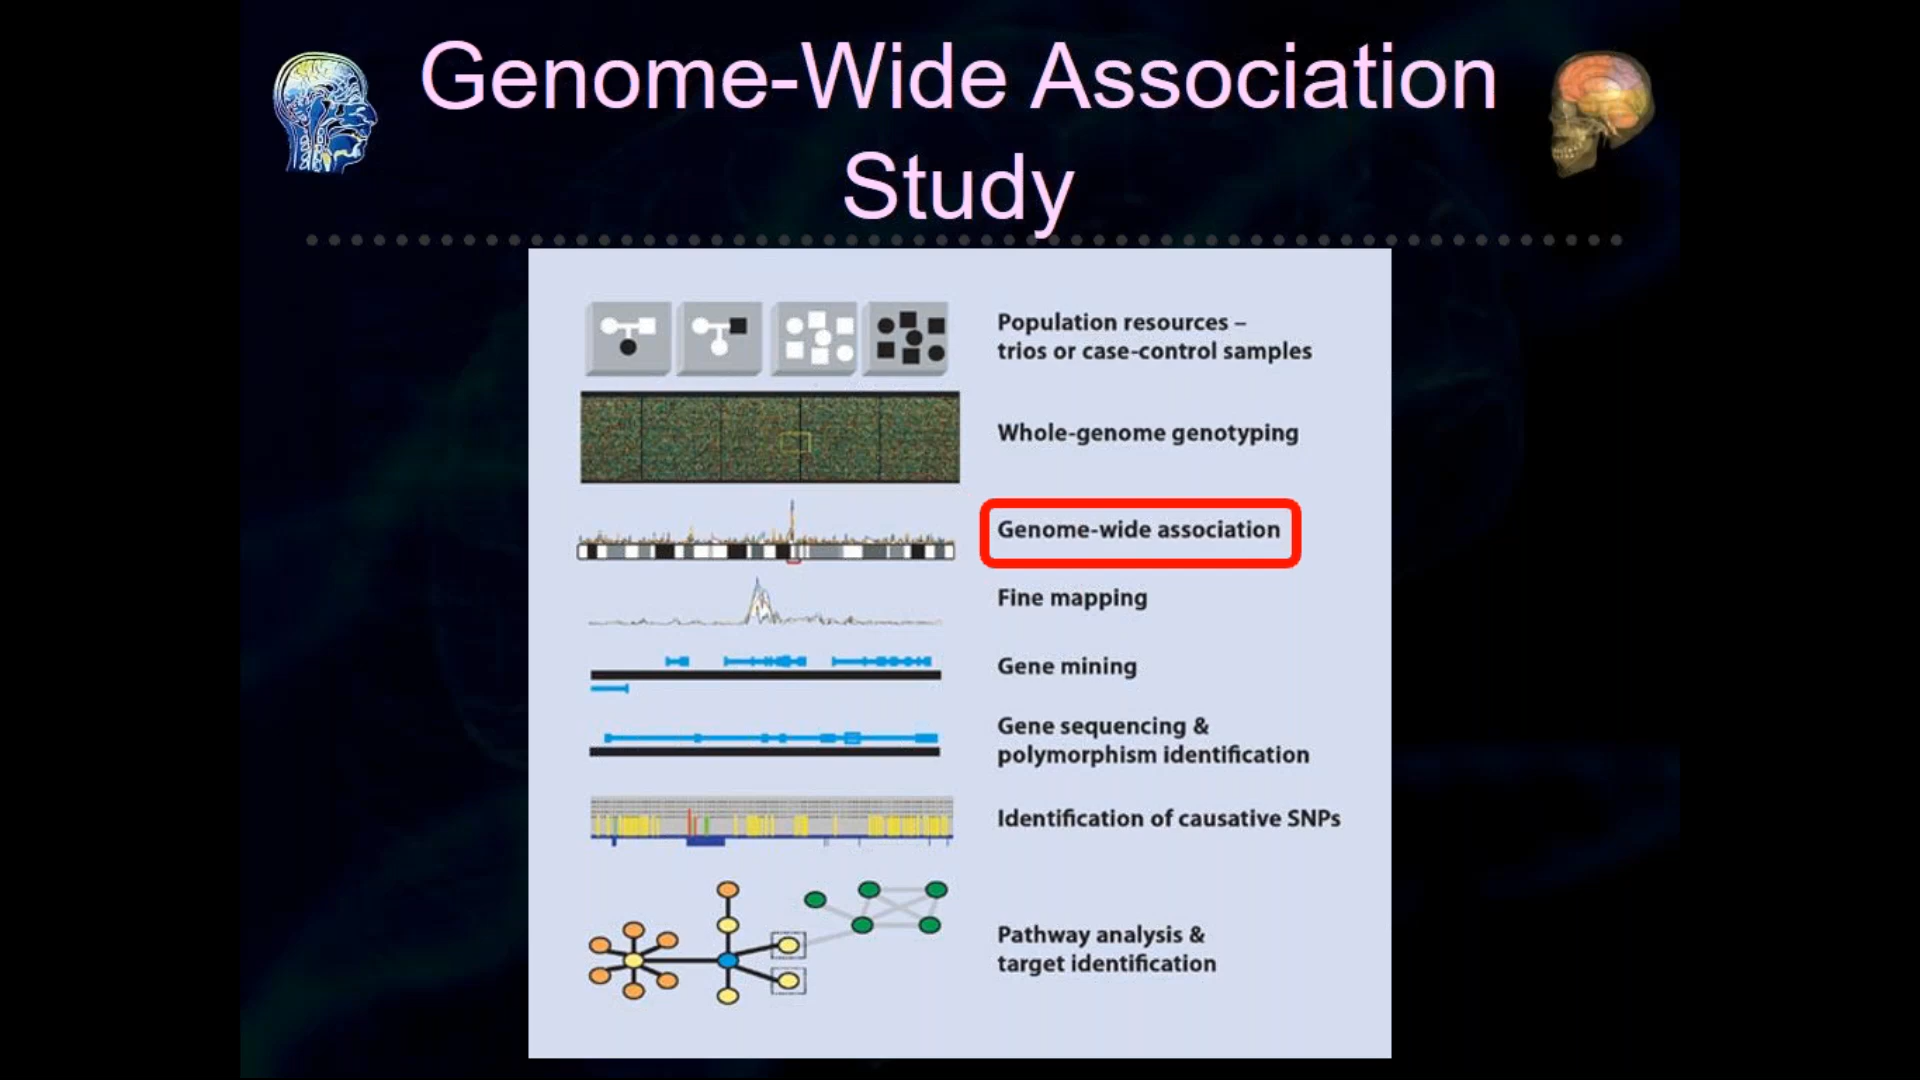 Genome-Wide Association
Study
Population resources –
trios or case-control samples
Whole-genome genotyping
Genome-wide association
Fine mapping
Gene mining
Gene sequencing &
polymorphism identification
Identification of causative SNPs
Pathway analysis &
target identification